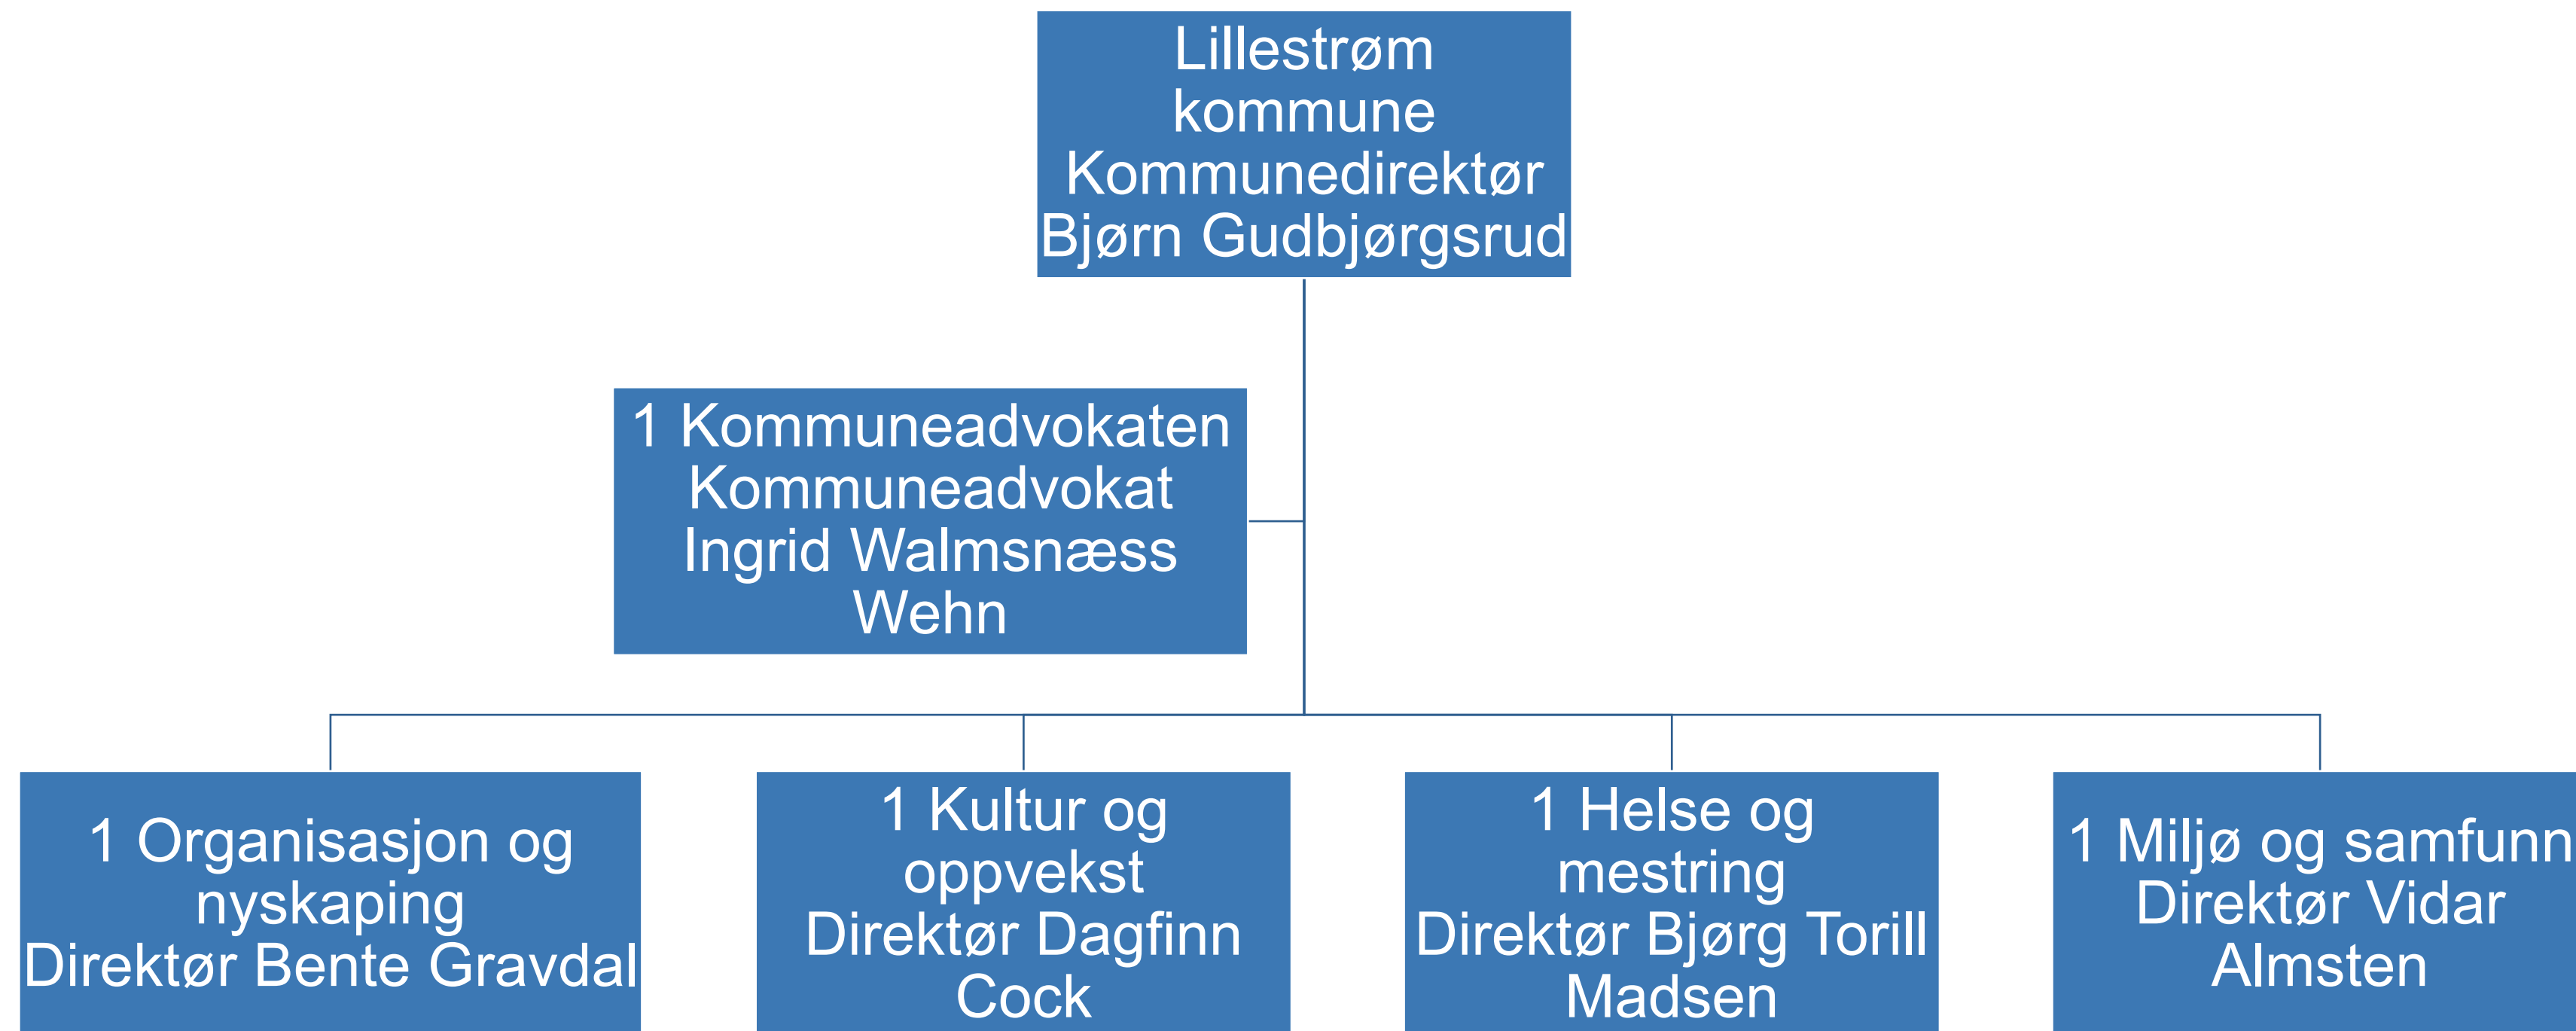 Lillestrøm
kommune
Kommunedirektør
Bjørn Gudbjørgsrud
1 Kommuneadvokaten
Kommuneadvokat
Ingrid Walmsnæss
Wehn
1 Organisasjon og
nyskaping
Direktør Bente Gravdal
1 Kultur og
oppvekst
Direktør Dagfinn
Cock
1 Helse og
mestring
Direktør Bjørg Torill
Madsen
1 Miljø og samfunn
Direktør Vidar
Almsten